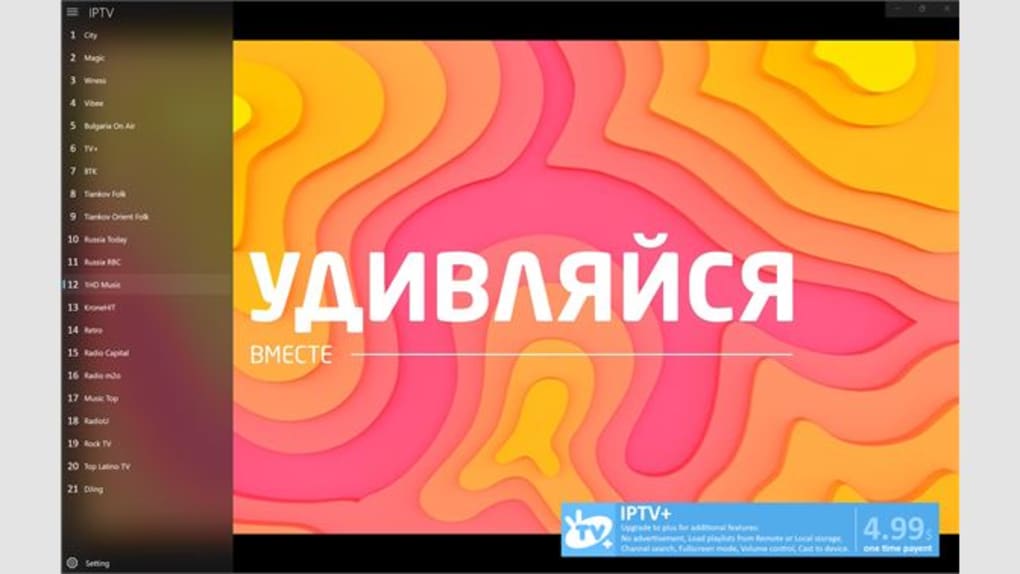 IPTV
1 City
2 Magic
3 Wness
4 Vibee
5 Bulgaria On Air
6 TV+
7 BTK
8 Tiankov Folk
9 Tiankov Orient Folk
10 Russia Today
11 Russia RBC
12 1HD Music
13 KroneHIT
14 Retro
15 Radio Capital
16 Radio m2o
17 Music Top
18 RadioU
19 Rock TV
20 Top Latino TV
21 DJing
Setting
УДИВЛЯЙСЯ
ВМЕСТЕ
TV+
IPTV+
Upgrade to plus for additional features:
No advertisement, Load playlists from Remote or Local storage,
Channel search, Fullscreen mode, Volume control, Cast to device.
4.99$
one time payent